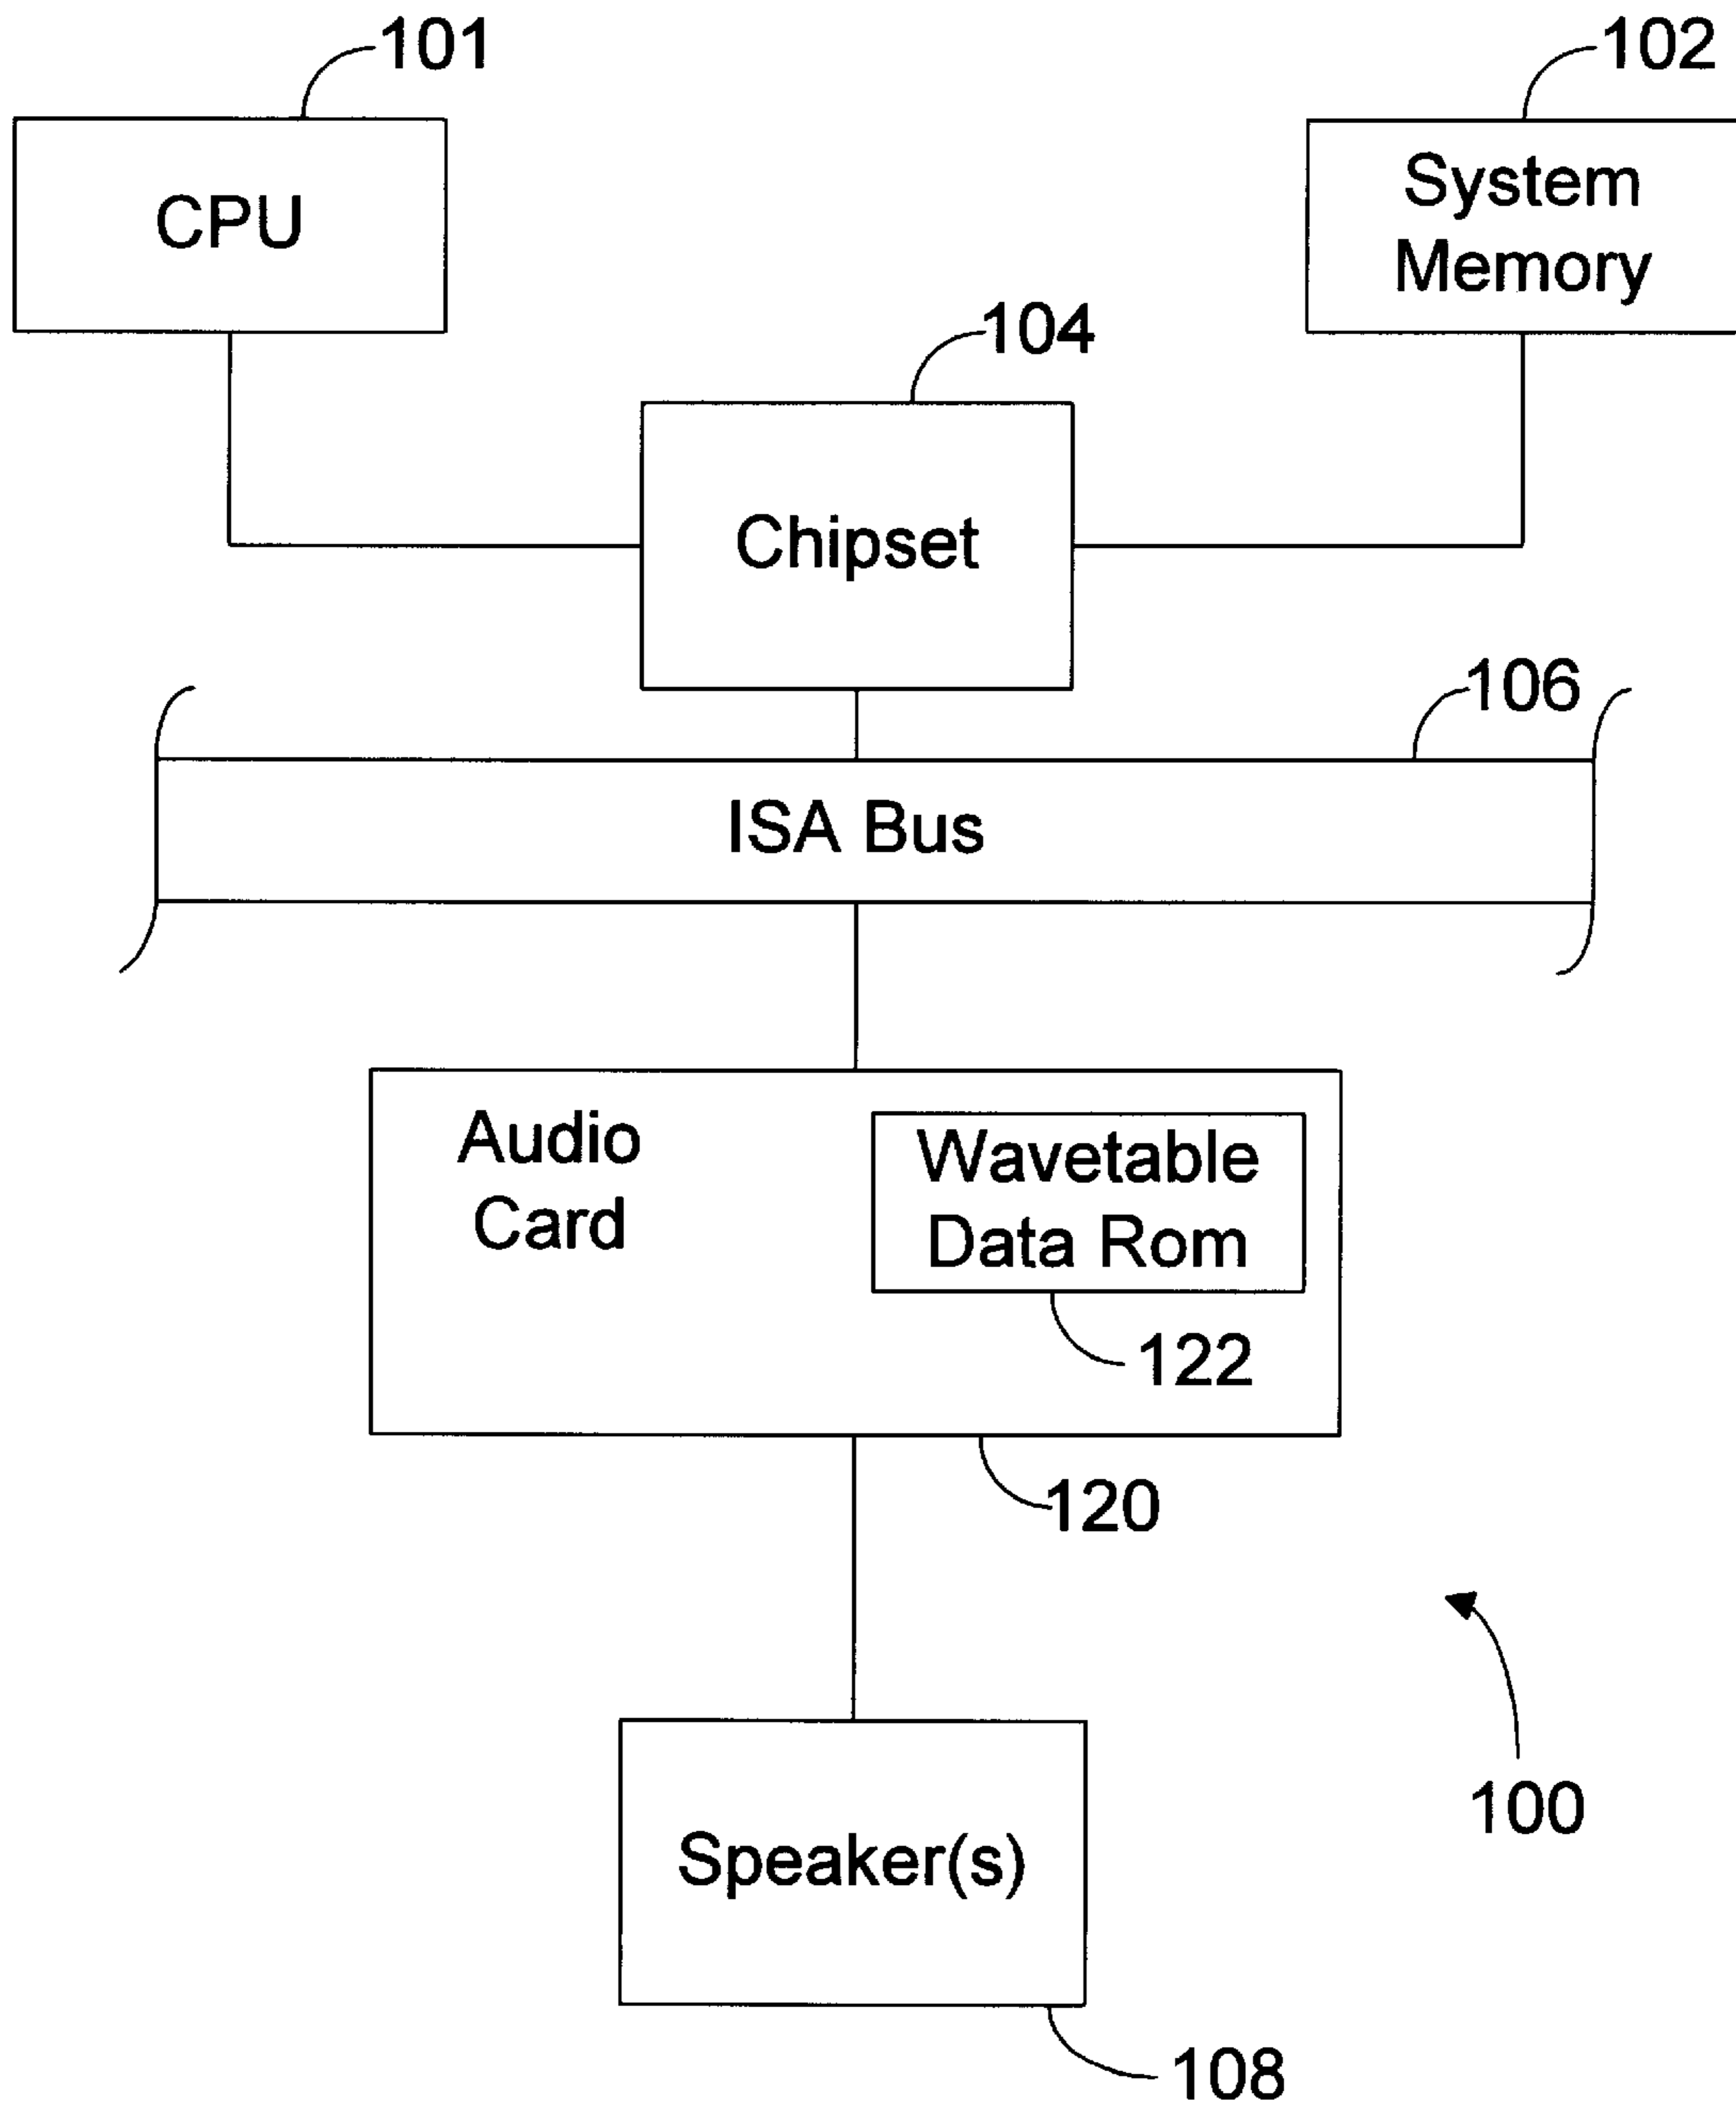 101
102
CPU
System
Memory
104
Chipset
106
ISA Bus
Audio
Card
Wavetable
Data Rom
122
120
100
Speaker(s)
108